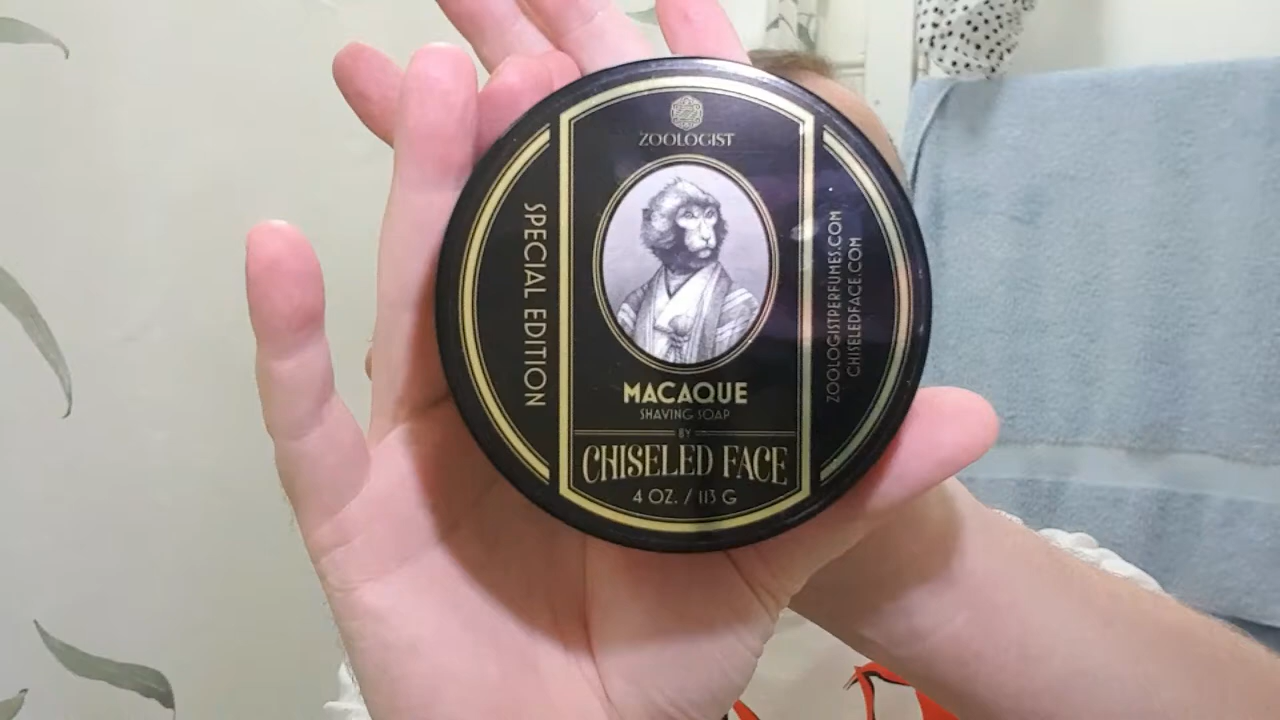 ZOOLOGIST
SPECIAL EDITION
MACAQUE
SHAVING SOAP
BY
CHISELED FACE
4 OZ. / 113 G
ZOOLOGISTPERFUMES.COM
CHISELEDFACE.COM